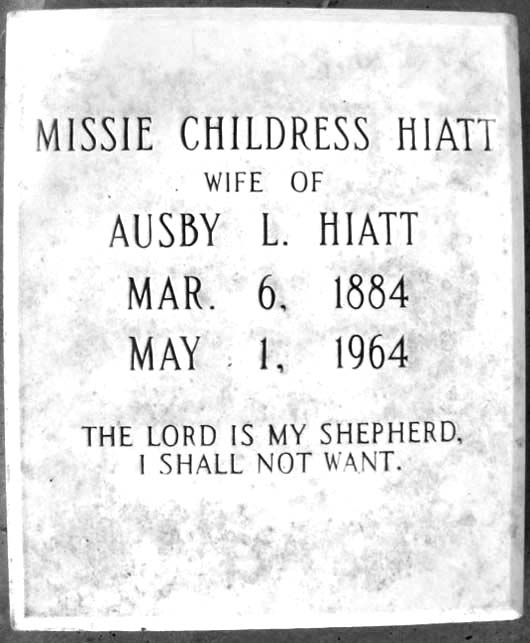 MISSIE CHILDRESS HIATT
WIFE OF
AUSBY L. HIATT
MAR. 6, 1884
MAY 1, 1964
THE LORD IS MY SHEPHERD,
I SHALL NOT WANT.